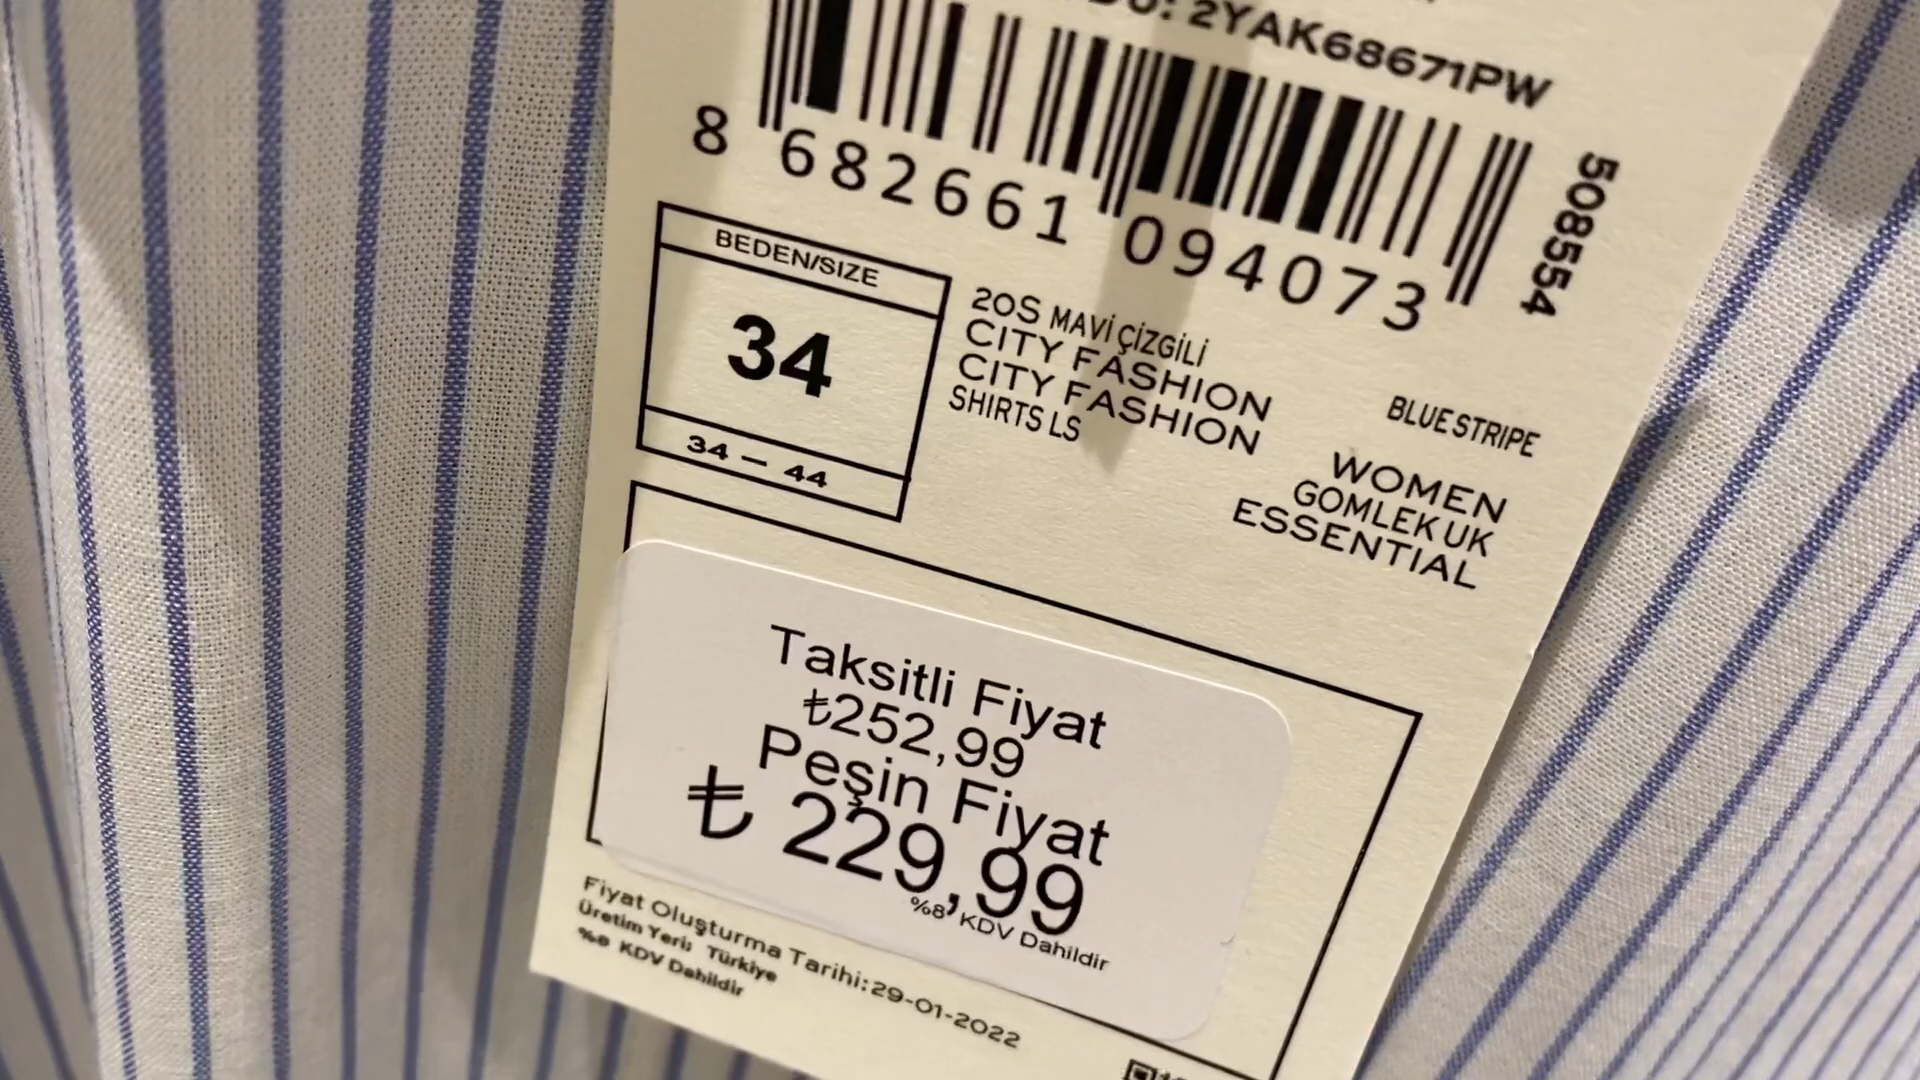 2YAK68671PW
8 682661 094073
5085554
BEDEN/SIZE
34
34 – 44
20S MAVİ ÇİZGİLİ
CITY FASHION
CITY FASHION
SHIRTS LS
BLUE STRIPE
WOMEN
GOMLEK UK
ESSENTIAL
Taksitli Fiyat
₺252,99
Peşin Fiyat
₺ 229,99
%8 KDV Dahildir
Fiyat Oluşturma Tarihi:29-01-2022
Üretim Yeri: Türkiye
%8 KDV Dahildir